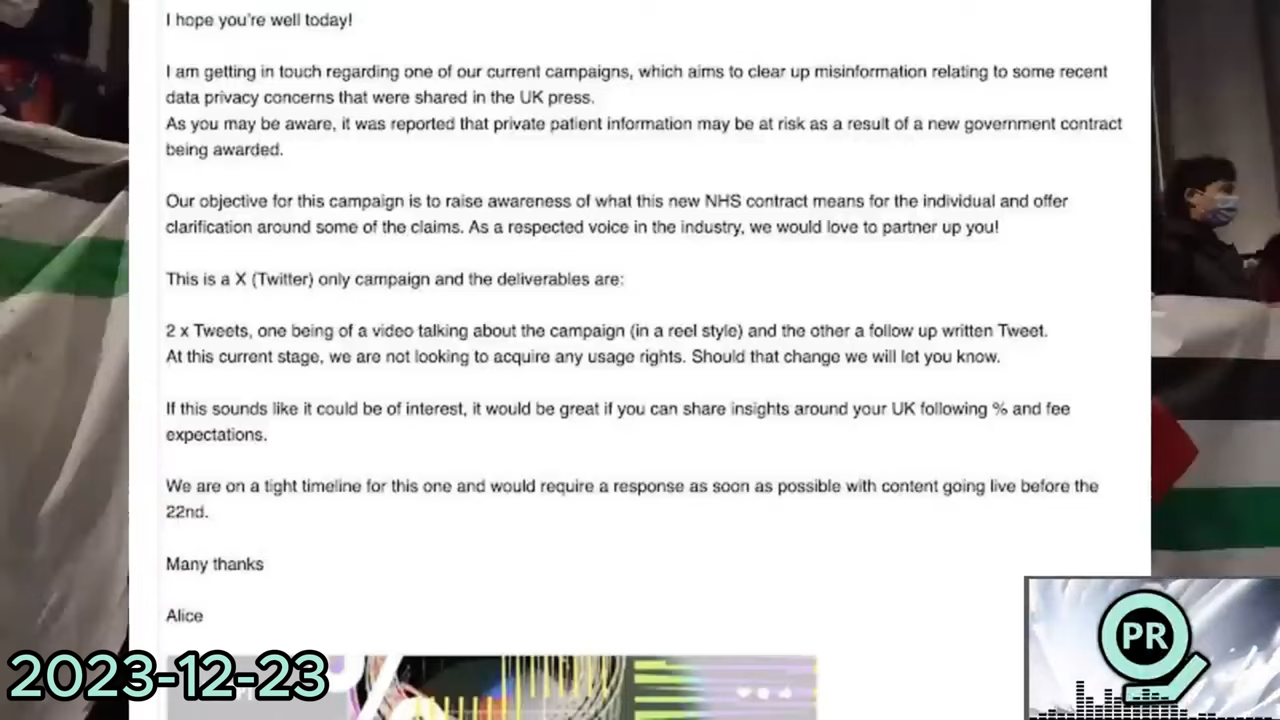 I hope you're well today!
I am getting in touch regarding one of our current campaigns, which aims to clear up misinformation relating to some recent
data privacy concerns that were shared in the UK press.
As you may be aware, it was reported that private patient information may be at risk as a result of a new government contract
being awarded.
Our objective for this campaign is to raise awareness of what this new NHS contract means for the individual and offer
clarification around some of the claims. As a respected voice in the industry, we would love to partner up you!
This is a X (Twitter) only campaign and the deliverables are:
2 x Tweets, one being of a video talking about the campaign (in a reel style) and the other a follow up written Tweet.
At this current stage, we are not looking to acquire any usage rights. Should that change we will let you know.
If this sounds like it could be of interest, it would be great if you can share insights around your UK following % and fee
expectations.
We are on a tight timeline for this one and would require a response as soon as possible with content going live before the
22nd.
Many thanks
Alice
2023-12-23
PR